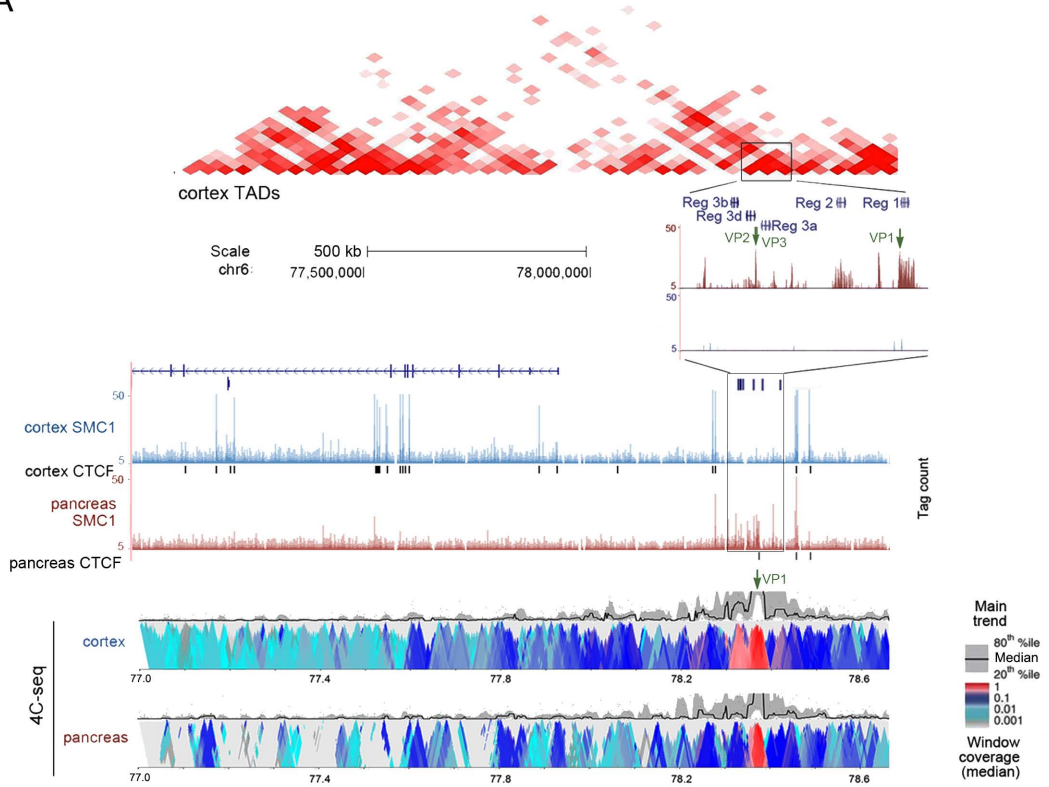 A
cortex TADs
Reg 3b
Reg 2
Reg 1
Reg 3d
Reg 3a
50
VP2
VP3
VP1
5
50
5
Scale
500 kb
chr6:
77,500,000
78,000,000
50
cortex SMC1
5
cortex CTCF
50
pancreas
SMC1
5
pancreas CTCF
Tag count
VP1
4C-seq
cortex
77.0
77.4
77.8
78.2
78.6
pancreas
77.0
77.4
77.8
78.2
78.6
Main
trend
80th %ile
Median
20th %ile
1
0.1
0.01
0.001
Window
coverage
(median)